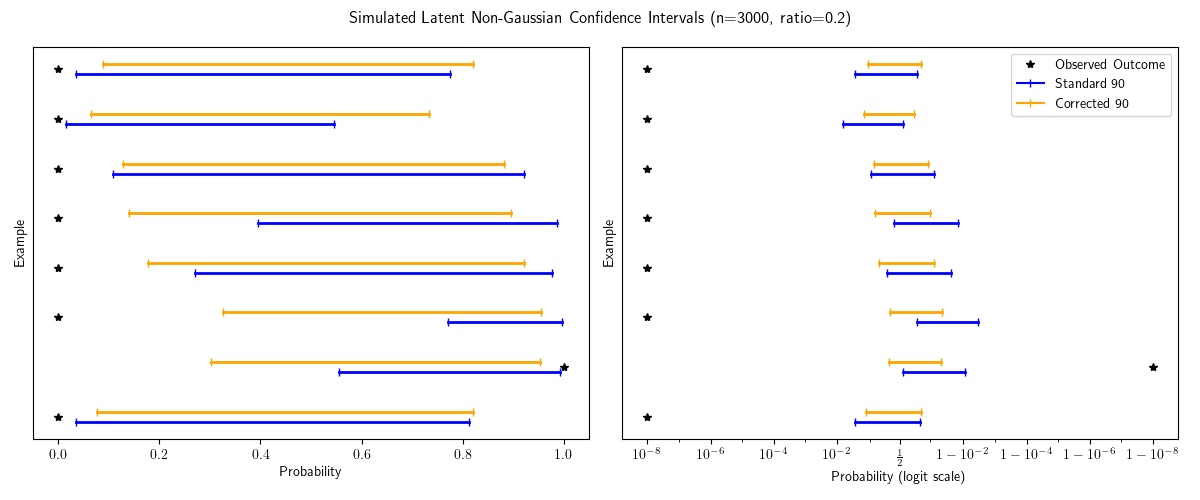 Simulated Latent Non-Gaussian Confidence Intervals (n=3000, ratio=0.2)
Example
0.0 0.2 0.4 0.6 0.8 1.0
Probability
Example
Observed Outcome
Standard 90
Corrected 90
10⁻⁸ 10⁻⁶ 10⁻⁴ 10⁻² 1/2 1 − 10⁻² 1 − 10⁻⁴ 1 − 10⁻⁶ 1 − 10⁻⁸
Probability (logit scale)